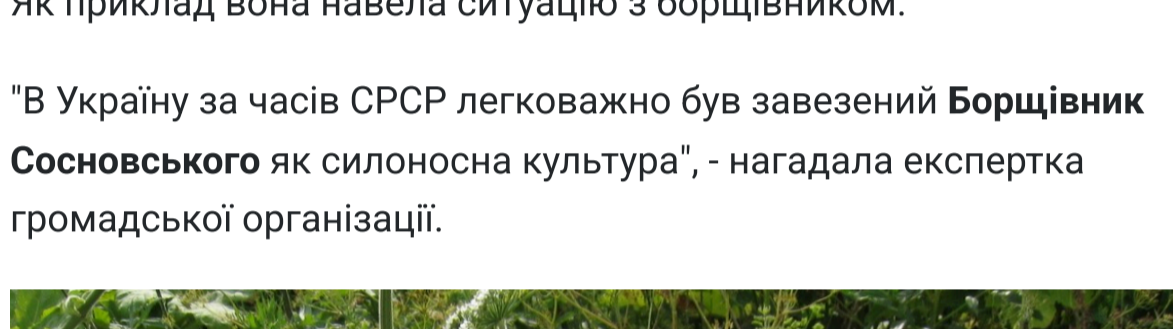 Як приклад вона навела ситуацію з борщівником.
"В Україну за часів СРСР легковажно був завезений Борщівник
Сосновського як силоносна культура", - нагадала експертка
громадської організації.